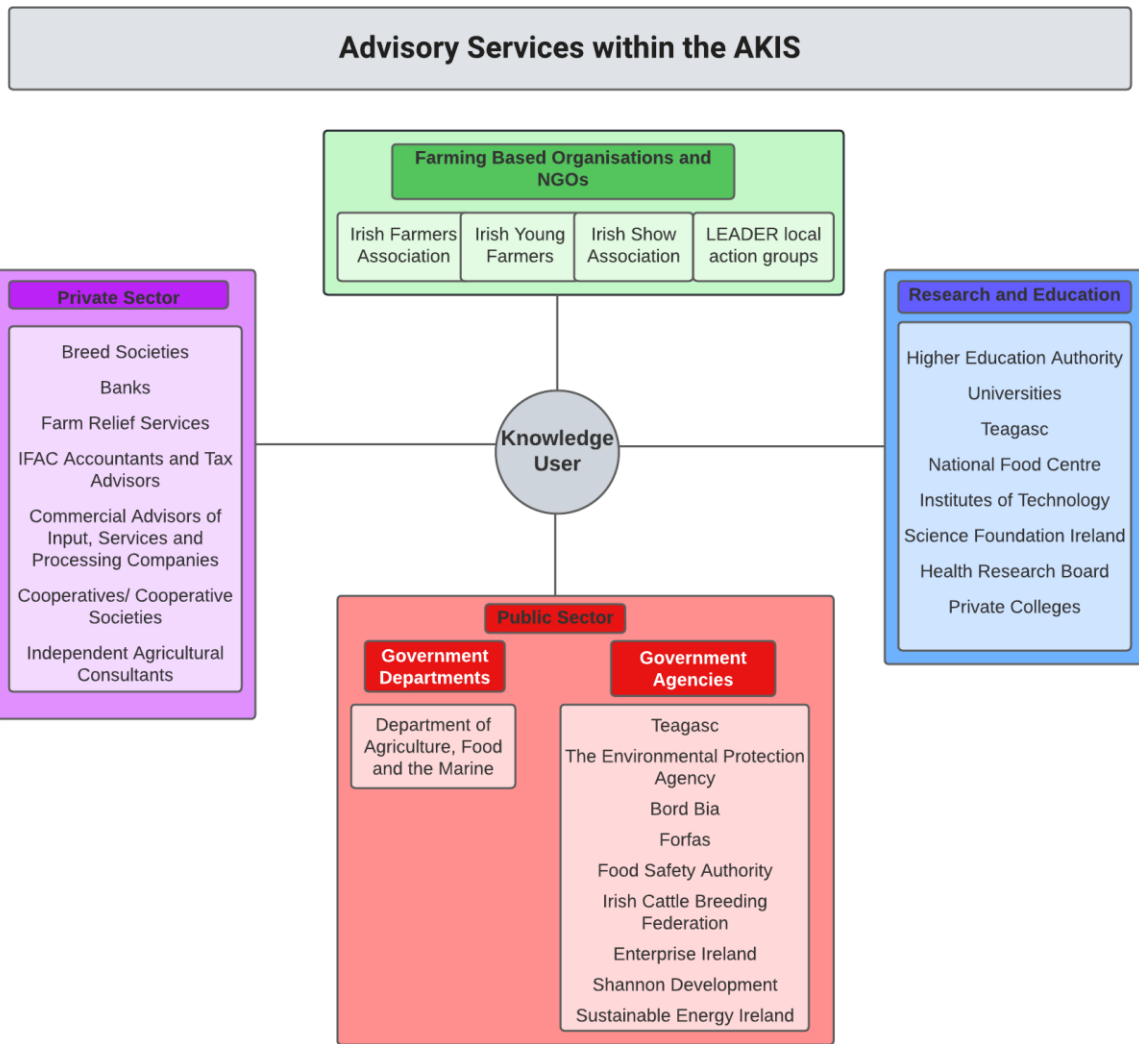 Advisory Services within the AKIS
Farming Based Organisations and
NGOs
Irish Farmers
Association
Irish Young
Farmers
Irish Show
Association
LEADER local
action groups
Private Sector
Breed Societies
Banks
Farm Relief Services
IFAC Accountants and Tax
Advisors
Commercial Advisors of
Input, Services and
Processing Companies
Cooperatives/ Cooperative
Societies
Independent Agricultural
Consultants
Knowledge
User
Research and Education
Higher Education Authority
Universities
Teagasc
National Food Centre
Institutes of Technology
Science Foundation Ireland
Health Research Board
Private Colleges
Public Sector
Government
Departments
Department of
Agriculture, Food
and the Marine
Government
Agencies
Teagasc
The Environmental Protection
Agency
Bord Bia
Forfas
Food Safety Authority
Irish Cattle Breeding
Federation
Enterprise Ireland
Shannon Development
Sustainable Energy Ireland